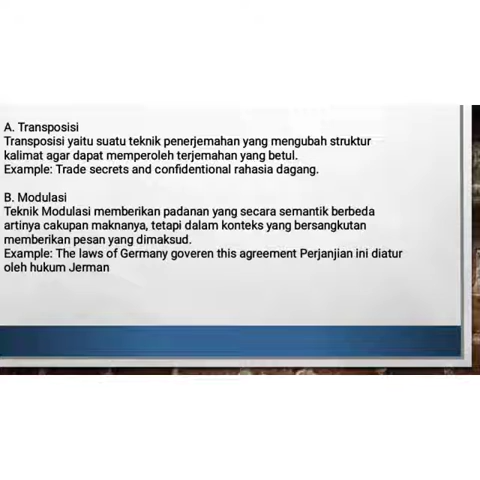 A. Transposisi
Transposisi yaitu suatu teknik penerjemahan yang mengubah struktur
kalimat agar dapat memperoleh terjemahan yang betul.
Example: Trade secrets and confidentional rahasia dagang.
B. Modulasi
Teknik Modulasi memberikan padanan yang secara semantik berbeda
artinya cakupan maknanya, tetapi dalam konteks yang bersangkutan
memberikan pesan yang dimaksud.
Example: The laws of Germany goveren this agreement Perjanjian ini diatur
oleh hukum Jerman